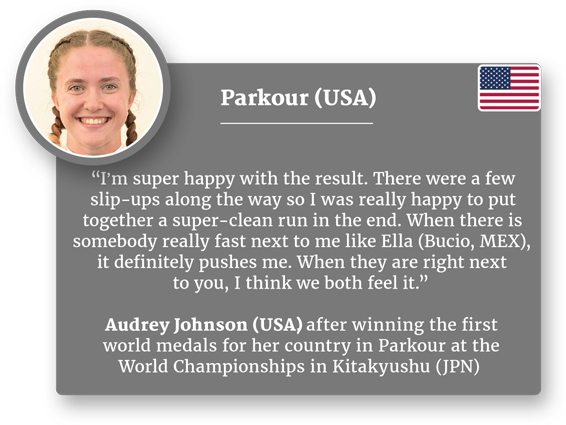 Parkour (USA)
“I’m super happy with the result. There were a few
slip-ups along the way so I was really happy to put
together a super-clean run in the end. When there is
somebody really fast next to me like Ella (Bucio, MEX),
it definitely pushes me. When they are right next
to you, I think we both feel it.”
Audrey Johnson (USA) after winning the first
world medals for her country in Parkour at the
World Championships in Kitakyushu (JPN)